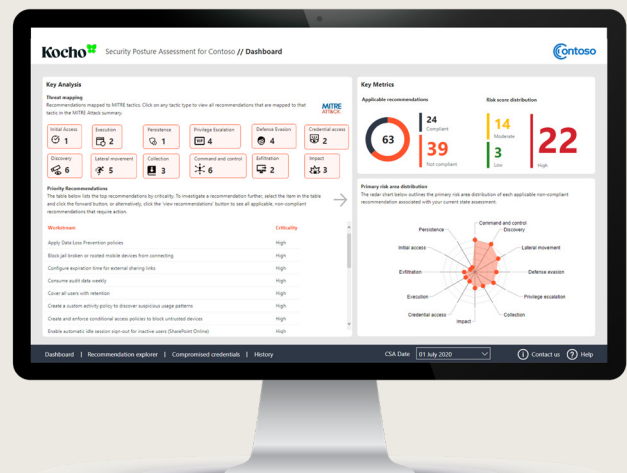 Kocho
Security Posture Assessment for Contoso // Dashboard
Contoso
Key Analysis
Threat mapping
Recommendations mapped to MITRE tactics. Click on any tactic type to view all recommendations that are mapped to that
tactic in the MITRE Attack summary.
MITRE
ATT&CK
Initial Access
1
Execution
2
Persistence
1
Privilege Escalation
4
Defense Evasion
4
Credential access
2
Discovery
6
Lateral movement
5
Collection
3
Command and control
6
Exfiltration
2
Impact
3
Priority Recommendations
The table below lists the top recommendations by criticality. To investigate a recommendation further, select the item in the table
and click the forward button, or alternatively, click the 'view recommendations' button to see all applicable, non-compliant
recommendations that require action.
Workstream
Criticality
Apply Data Loss Prevention policies
High
Block jail broken or rooted mobile devices from connecting
High
Configure expiration time for external sharing links
High
Consume audit data weekly
High
Cover all users with retention
High
Create a custom activity policy to discover suspicious usage patterns
High
Create and enforce conditional access policies to block untrusted devices
High
Enable automatic idle session sign-out for inactive users (SharePoint Online)
High
Key Metrics
Applicable recommendations
63
24
Compliant
39
Not compliant
Risk score distribution
14
Moderate
3
Low
22
High
Primary risk area distribution
The radar chart below outlines the primary risk area distribution of each applicable non-compliant
recommendation associated with your current state assessment.
Command and control
Discovery
Lateral movement
Defense evasion
Privilege escalation
Collection
Impact
Credential access
Execution
Exfiltration
Initial access
Persistence
Dashboard | Recommendation explorer | Compromised credentials | History
CSA Date
01 July 2020
Contact us
Help